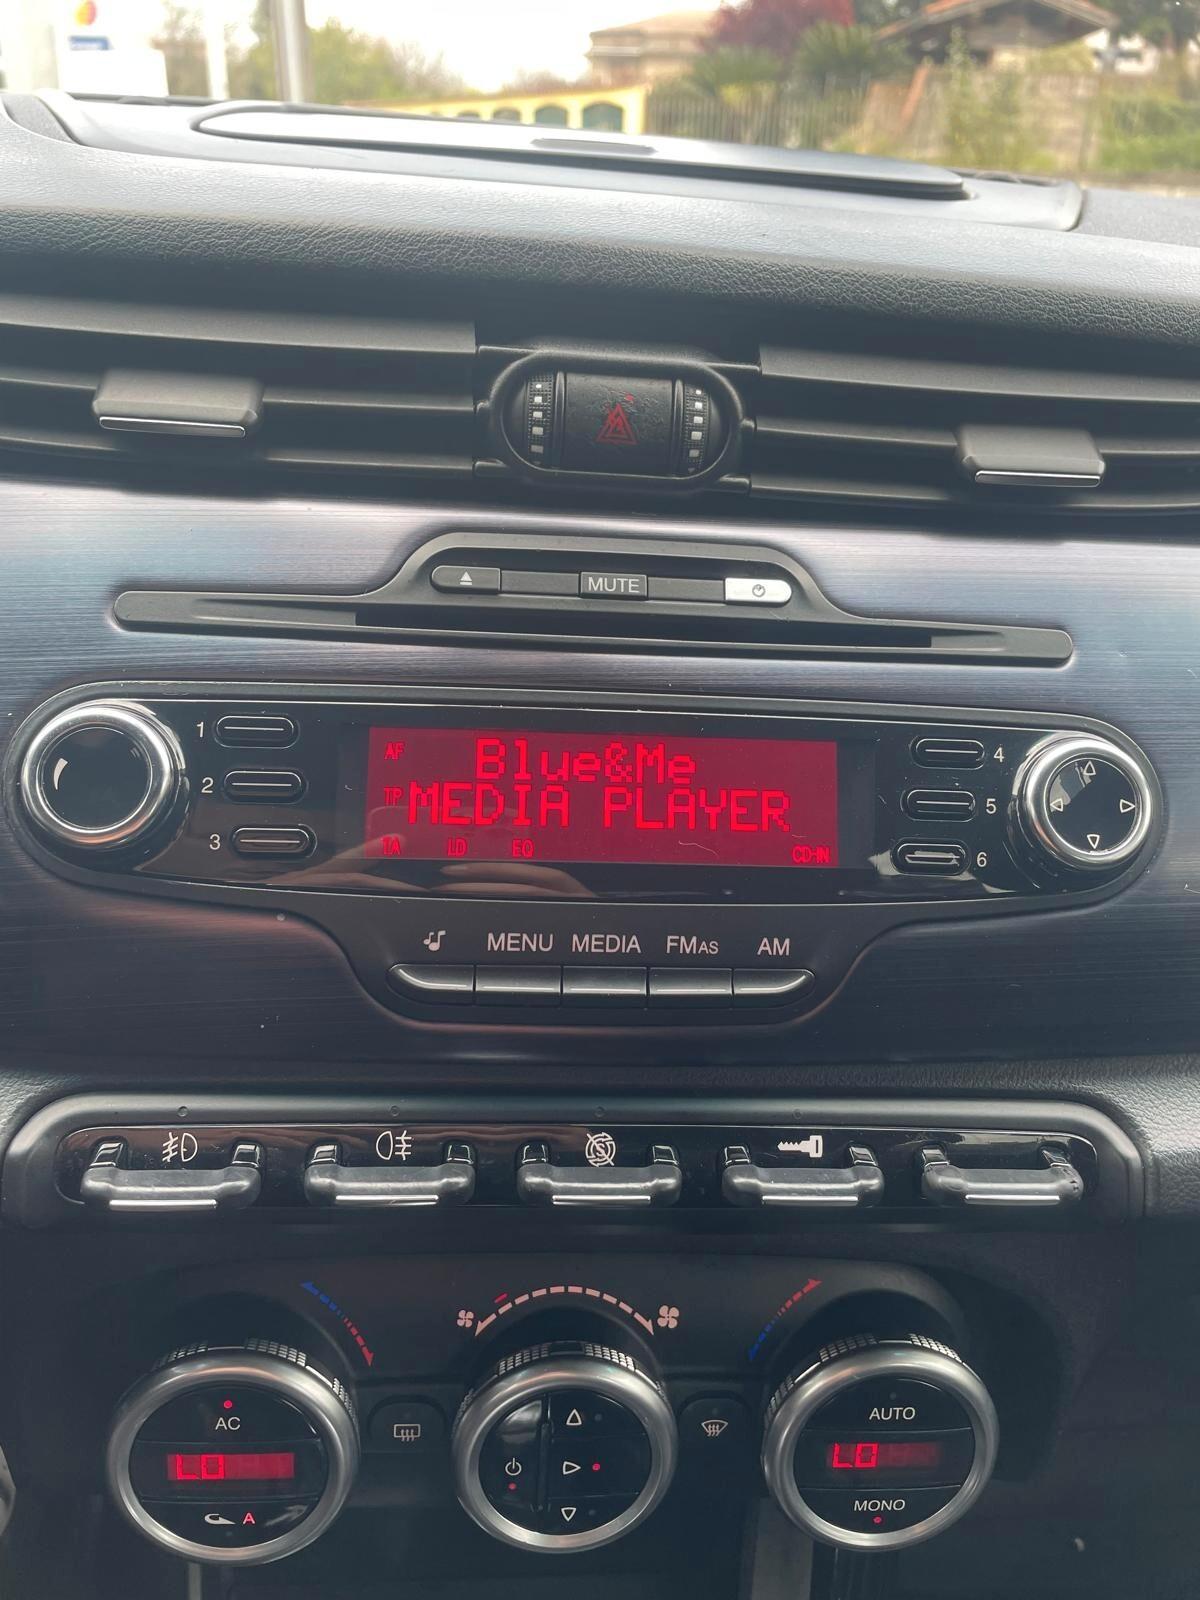 MUTE
1
2
3
AF
Blue&Me
TP
MEDIA PLAYER
TA
LD
EQ
CD-IN
4
5
6
MENU
MEDIA
FMAS
AM
AC
LO
A
AUTO
LO
MONO